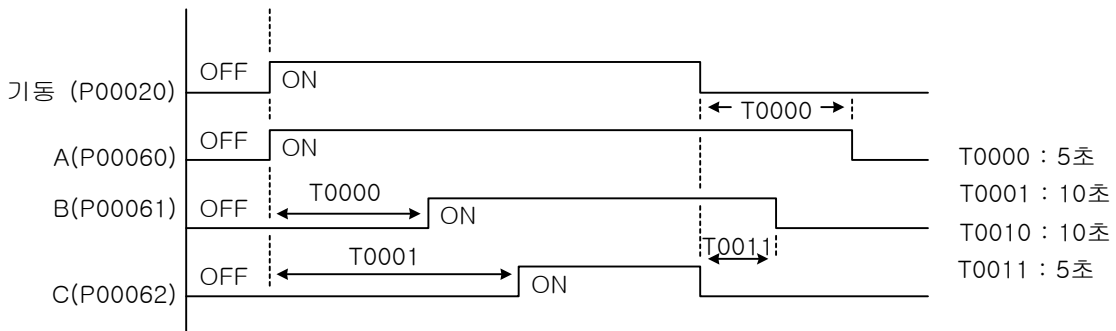 OFF
기동 (P00020)
ON
T0000
OFF
A(P00060)
ON
T0000 : 5초
T0000
T0001 : 10초
B(P00061)
OFF
ON
T0010 : 10초
T0011
T0001
T0011 : 5초
OFF
C(P00062)
ON